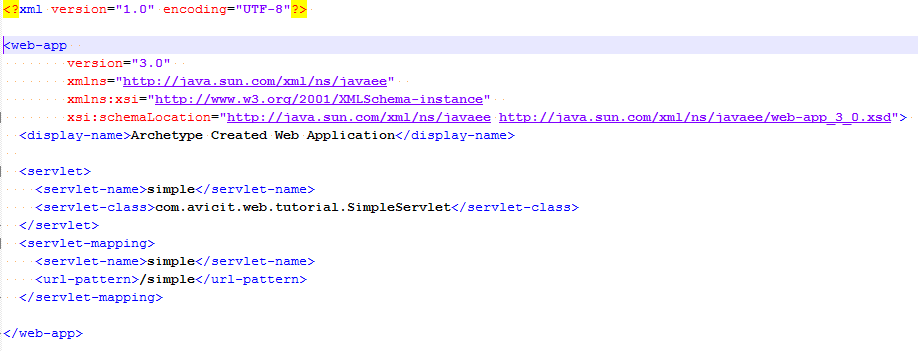 <?xml version="1.0" encoding="UTF-8"?>
<web-app
version="3.0"
xmlns="http://java.sun.com/xml/ns/javaee"
xmlns:xsi="http://www.w3.org/2001/XMLSchema-instance"
xsi:schemaLocation="http://java.sun.com/xml/ns/javaee http://java.sun.com/xml/ns/javaee/web-app_3_0.xsd">
<display-name>Archetype Created Web Application</display-name>
<servlet>
<servlet-name>simple</servlet-name>
<servlet-class>com.avicit.web.tutorial.SimpleServlet</servlet-class>
</servlet>
<servlet-mapping>
<servlet-name>simple</servlet-name>
<url-pattern>/simple</url-pattern>
</servlet-mapping>
</web-app>